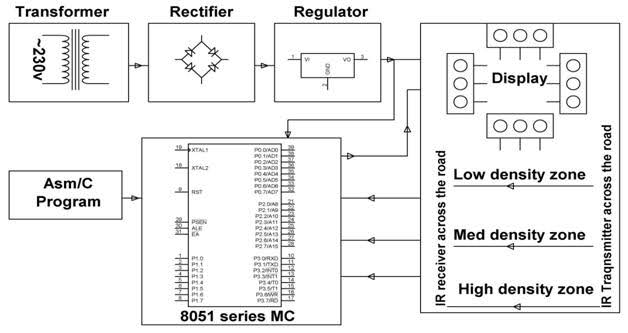 Transformer
Rectifier
Regulator
~230v
1
VI
VO
3
GND
2
Display
Low density zone
Med density zone
High density zone
IR receiver across the road
IR Traqnsmitter across the road
Asm/C
Program
19
XTAL1
18
XTAL2
9
RST
29
PSEN
30
ALE
31
EA
1
P1.0
2
P1.1
3
P1.2
4
P1.3
5
P1.4
6
P1.5
7
P1.6
8
P1.7
P0.0/AD0
39
P0.1/AD1
38
P0.2/AD2
37
P0.3/AD3
36
P0.4/AD4
35
P0.5/AD5
34
P0.6/AD6
33
P0.7/AD7
32
P2.0/A8
21
P2.1/A9
22
P2.2/A10
23
P2.3/A11
24
P2.4/A12
25
P2.5/A13
26
P2.6/A14
27
P2.7/A15
28
P3.0/RXD
10
P3.1/TXD
11
P3.2/INT0
12
P3.3/INT1
13
P3.4/T0
14
P3.5/T1
15
P3.6/WR
16
P3.7/RD
17
8051 series MC